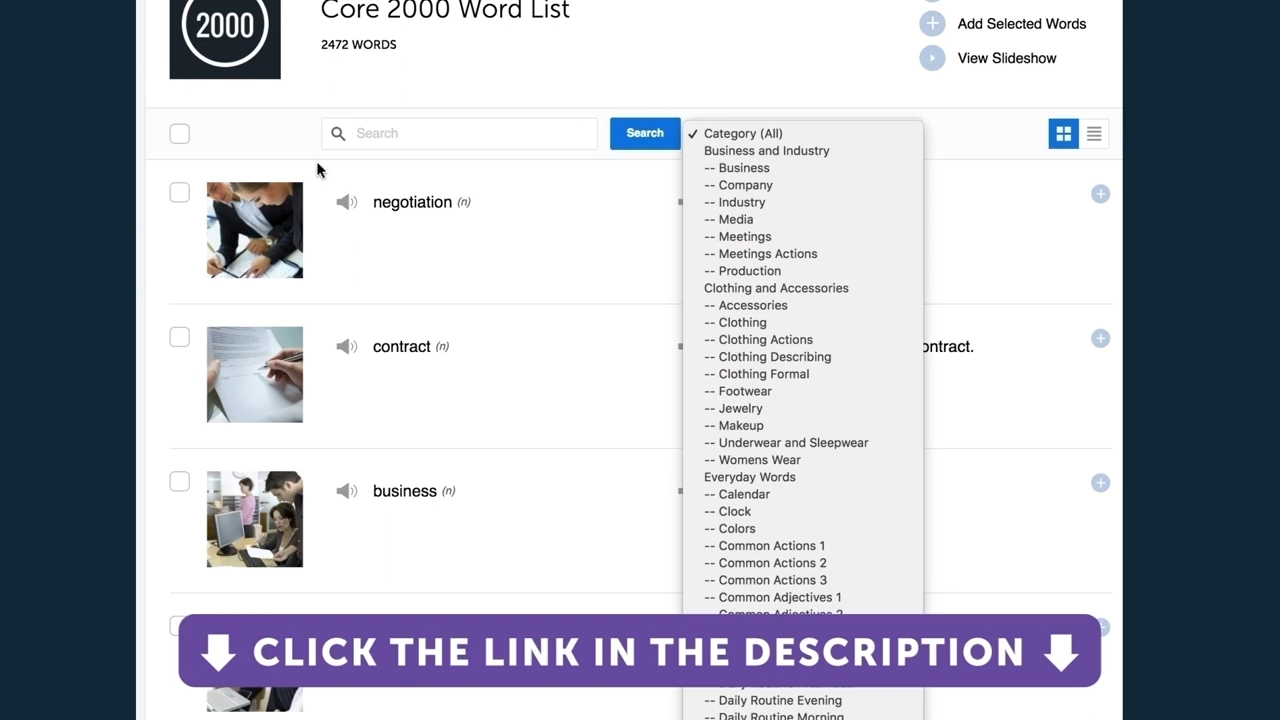 2000
Core 2000 Word List
2472 WORDS
Add Selected Words
View Slideshow
Search
Search
Category (All)
Business and Industry
-- Business
-- Company
-- Industry
-- Media
-- Meetings
-- Meetings Actions
-- Production
Clothing and Accessories
-- Accessories
-- Clothing
-- Clothing Actions
-- Clothing Describing
-- Clothing Formal
-- Footwear
-- Jewelry
-- Makeup
-- Underwear and Sleepwear
-- Womens Wear
Everyday Words
-- Calendar
-- Clock
-- Colors
-- Common Actions 1
-- Common Actions 2
-- Common Actions 3
-- Common Adjectives 1
-- Common Adjectives 2
-- Daily Routine Evening
-- Daily Routine Morning
negotiation (n)
contract (n)
ontract.
business (n)
CLICK THE LINK IN THE DESCRIPTION